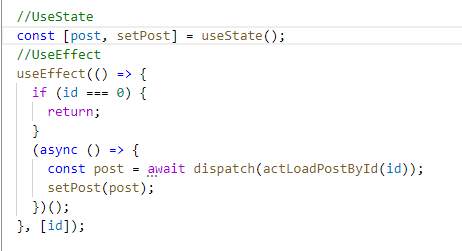 //UseState
const [post, setPost] = useState();
//UseEffect
useEffect(() => {
  if (id === 0) {
    return;
  }
  (async () => {
    const post = await dispatch(actLoadPostById(id));
    setPost(post);
  })();
}, [id]);